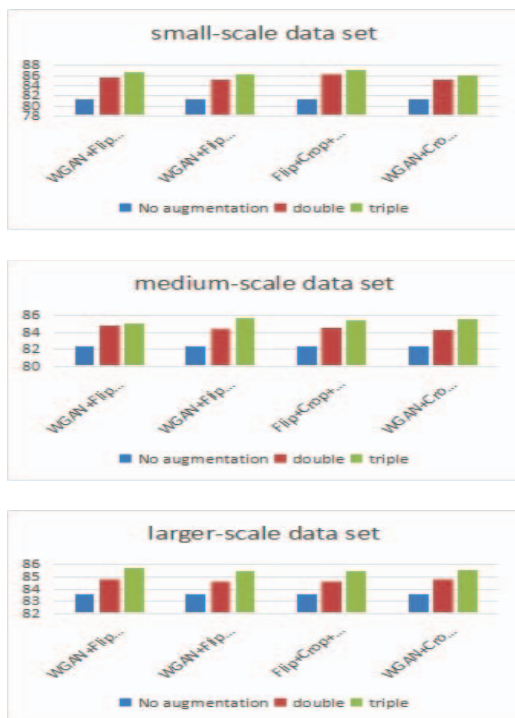 small-scale data set
88
86
84
82
80
78
WGAN+Flip...
WGAN+Flip...
Flip+Crop+...
WGAN+Cro...
No augmentation double triple
medium-scale data set
86
84
82
80
WGAN+Flip...
WGAN+Flip...
Flip+Crop+...
WGAN+Cro...
No augmentation double triple
larger-scale data set
86
85
84
83
82
WGAN+Flip...
WGAN+Flip...
Flip+Crop+...
WGAN+Cro...
No augmentation double triple